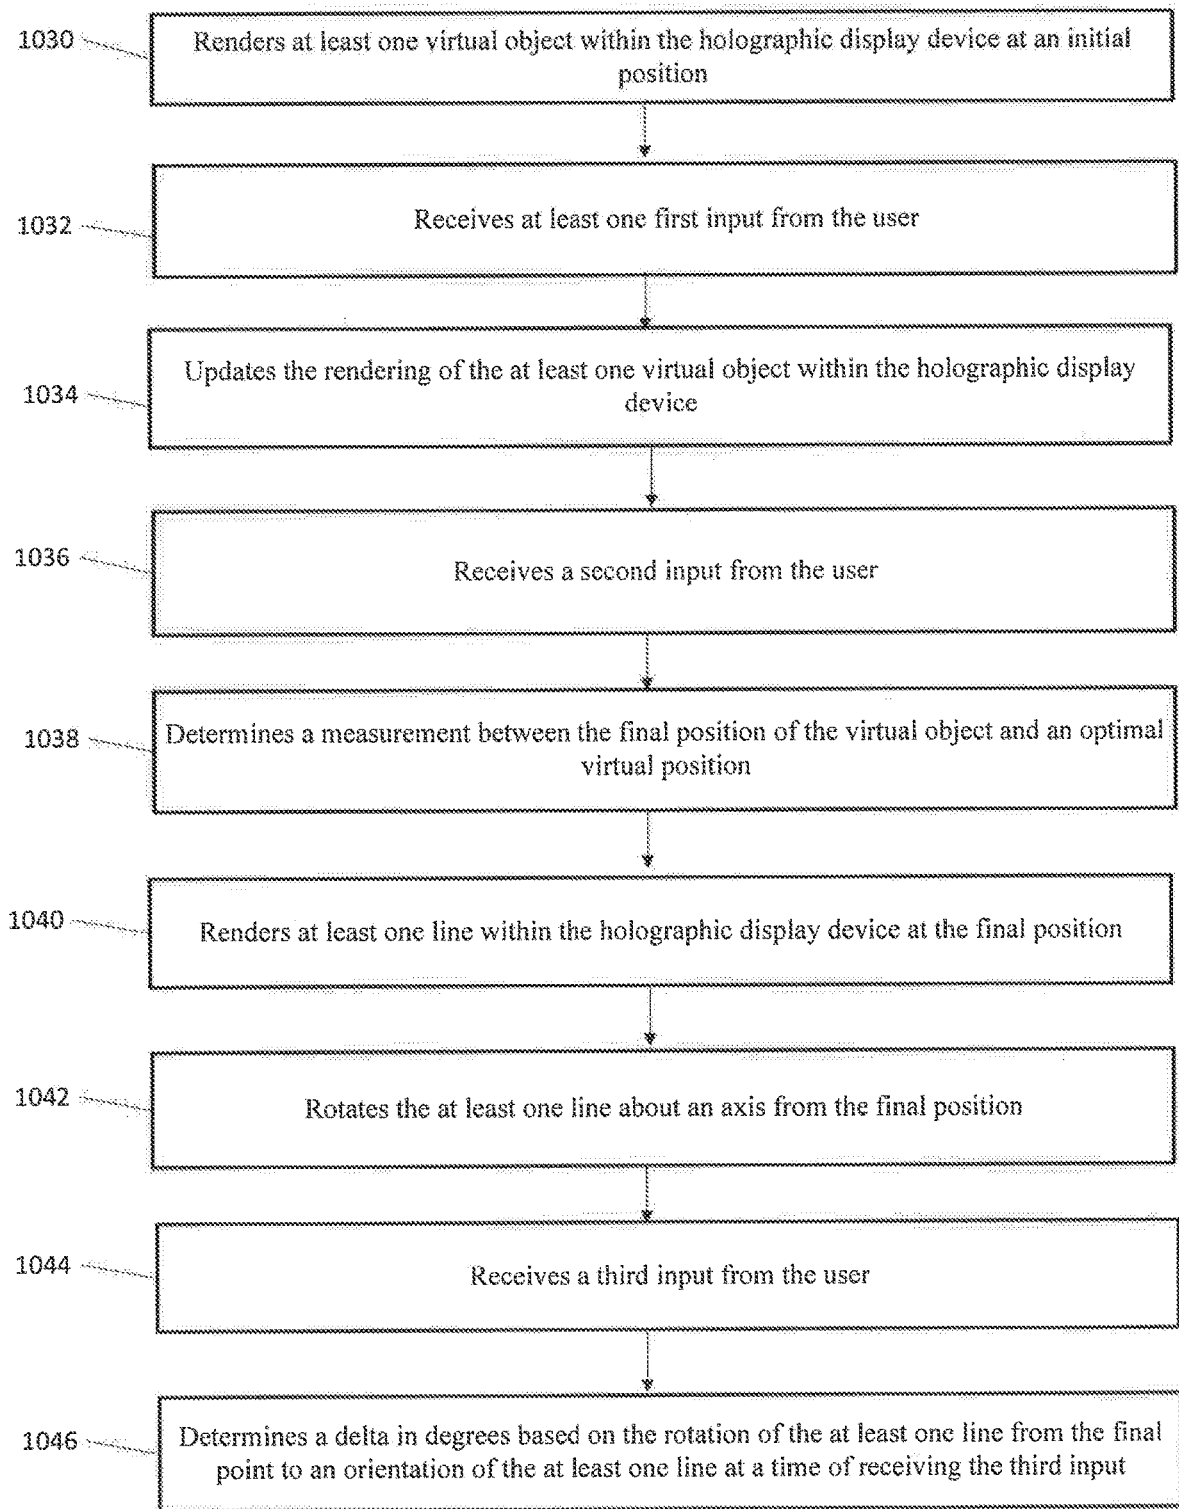 1030
Renders at least one virtual object within the holographic display device at an initial
position
1032
Receives at least one first input from the user
1034
Updates the rendering of the at least one virtual object within the holographic display
device
1036
Receives a second input from the user
1038
Determines a measurement between the final position of the virtual object and an optimal
virtual position
1040
Renders at least one line within the holographic display device at the final position
1042
Rotates the at least one line about an axis from the final position
1044
Receives a third input from the user
1046
Determines a delta in degrees based on the rotation of the at least one line from the final
point to an orientation of the at least one line at a time of receiving the third input